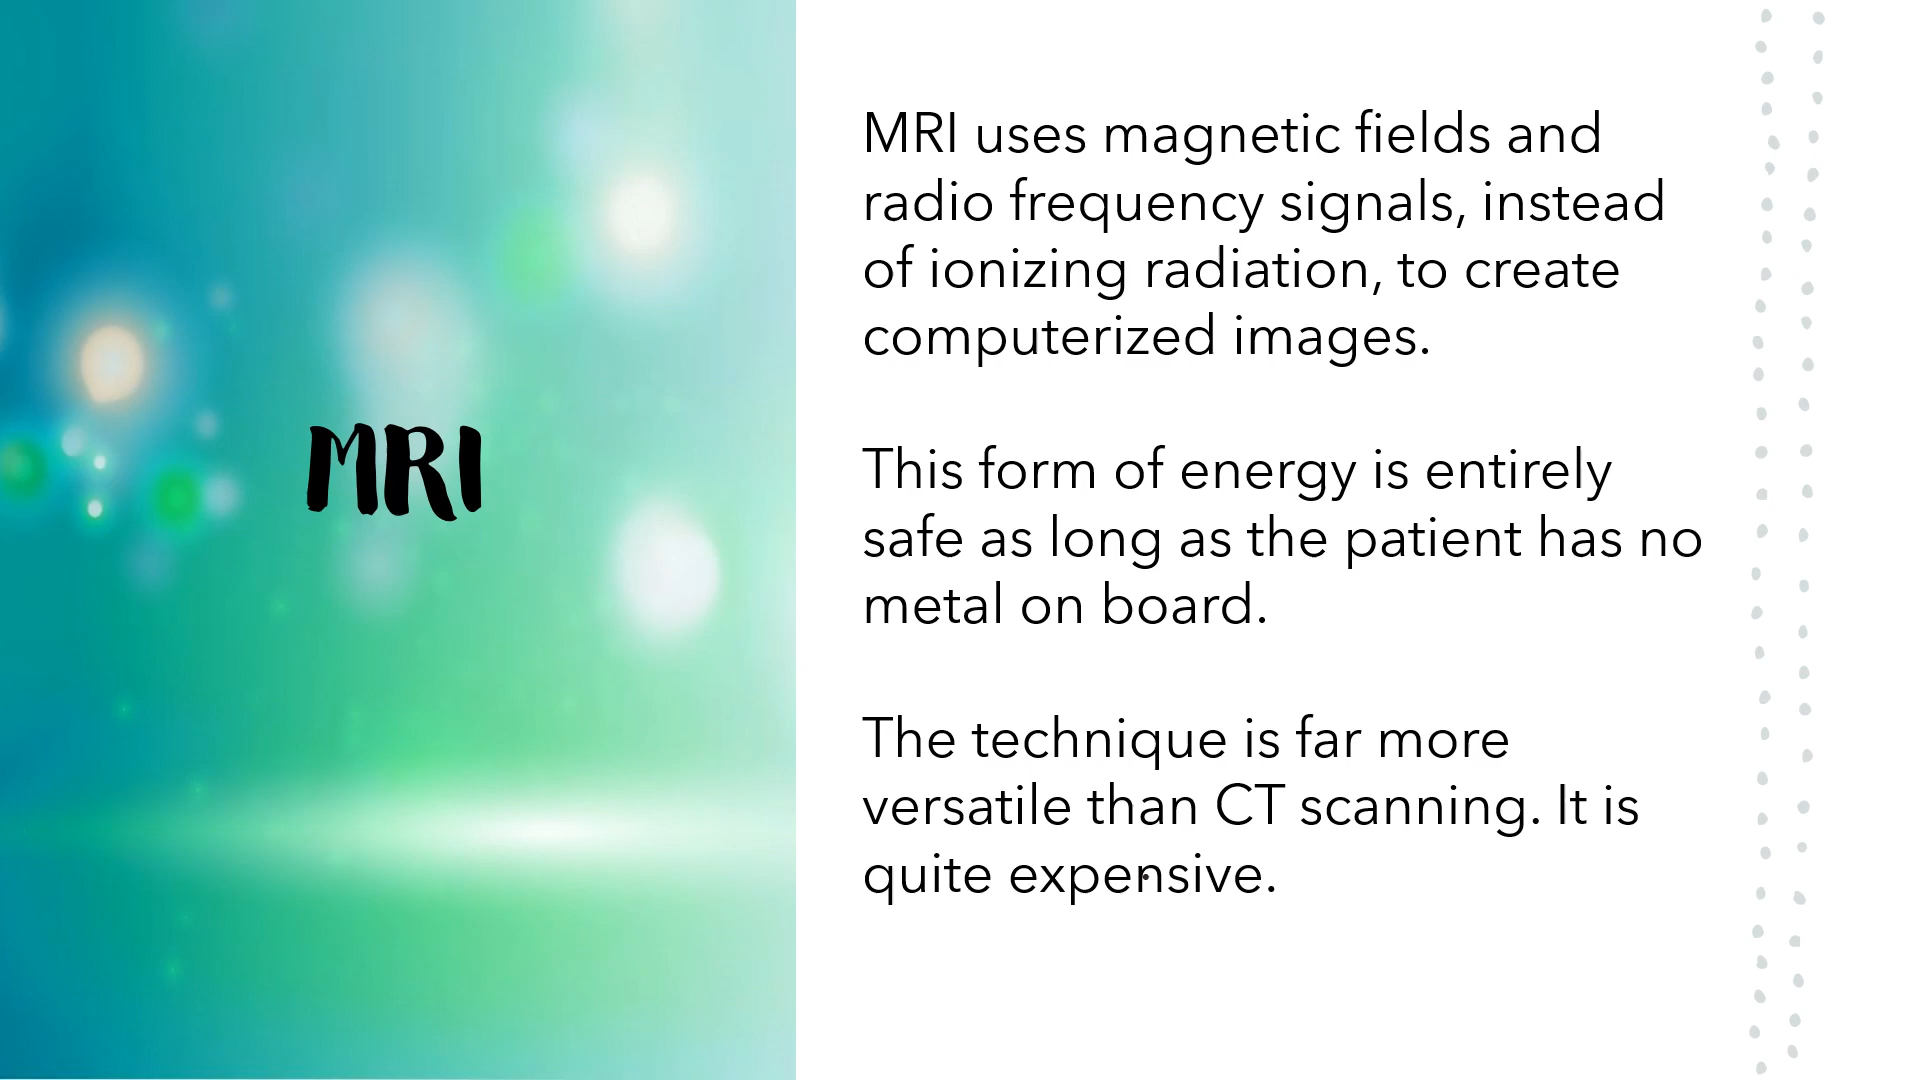 MRI
MRI uses magnetic fields and
radio frequency signals, instead
of ionizing radiation, to create
computerized images.
This form of energy is entirely
safe as long as the patient has no
metal on board.
The technique is far more
versatile than CT scanning. It is
quite expensive.